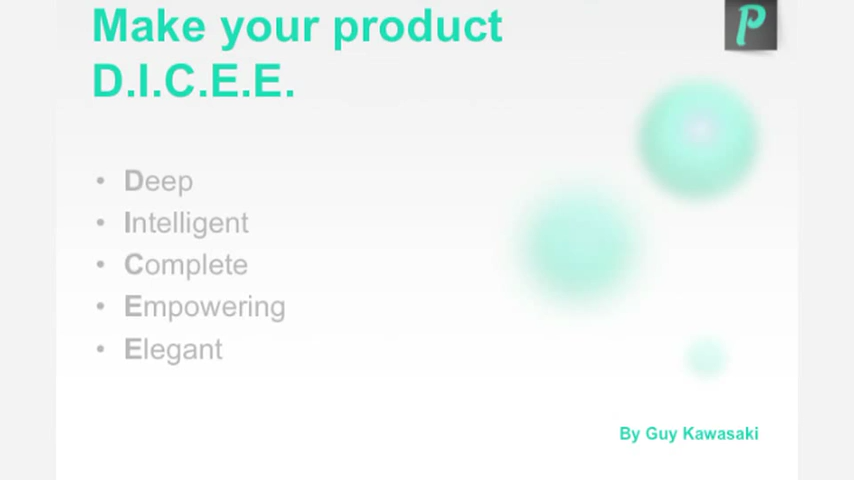 Make your product
D.I.C.E.E.
P
• Deep
• Intelligent
• Complete
• Empowering
• Elegant
By Guy Kawasaki